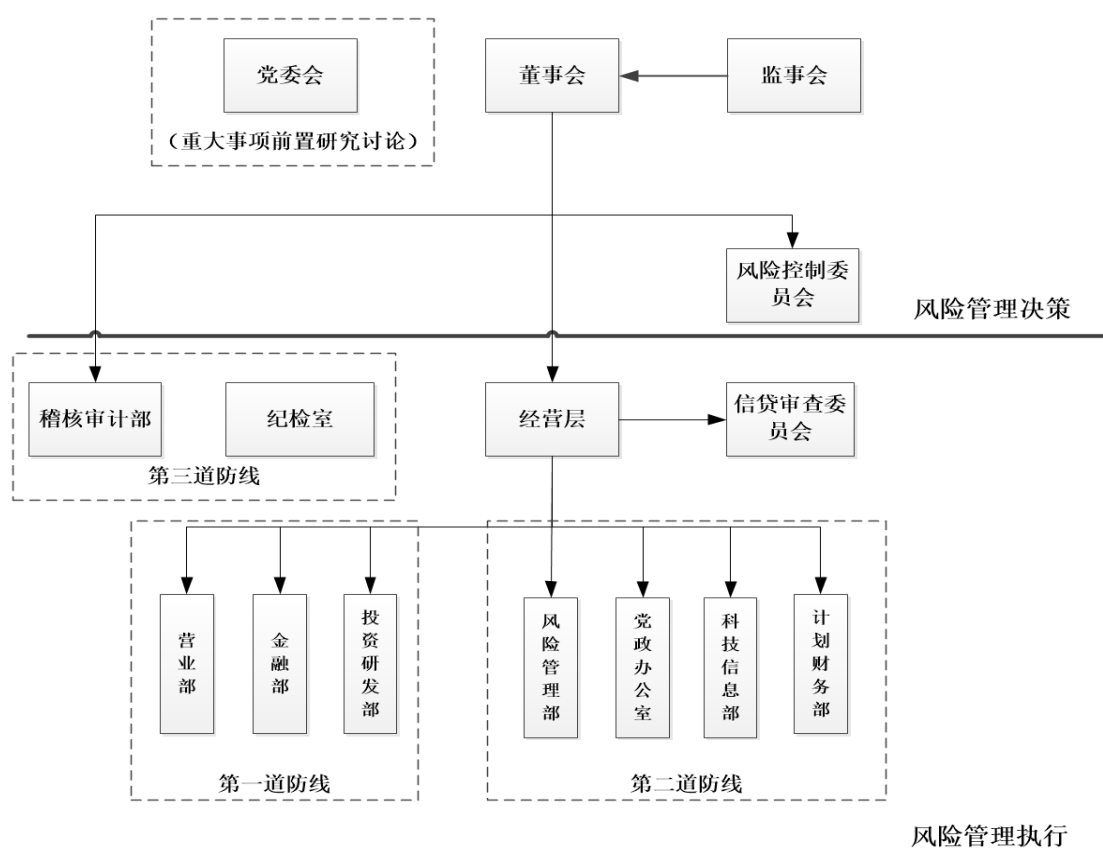 党委会
董事会
监事会
（重大事项前置研究讨论）
风险控制委
员会
风险管理决策
稽核审计部
纪检室
经营层
信贷审查委
员会
第三道防线
营业部
金融部
投资研发部
风险管理部
党政办公室
科技信息部
计划财务部
第一道防线
第二道防线
风险管理执行